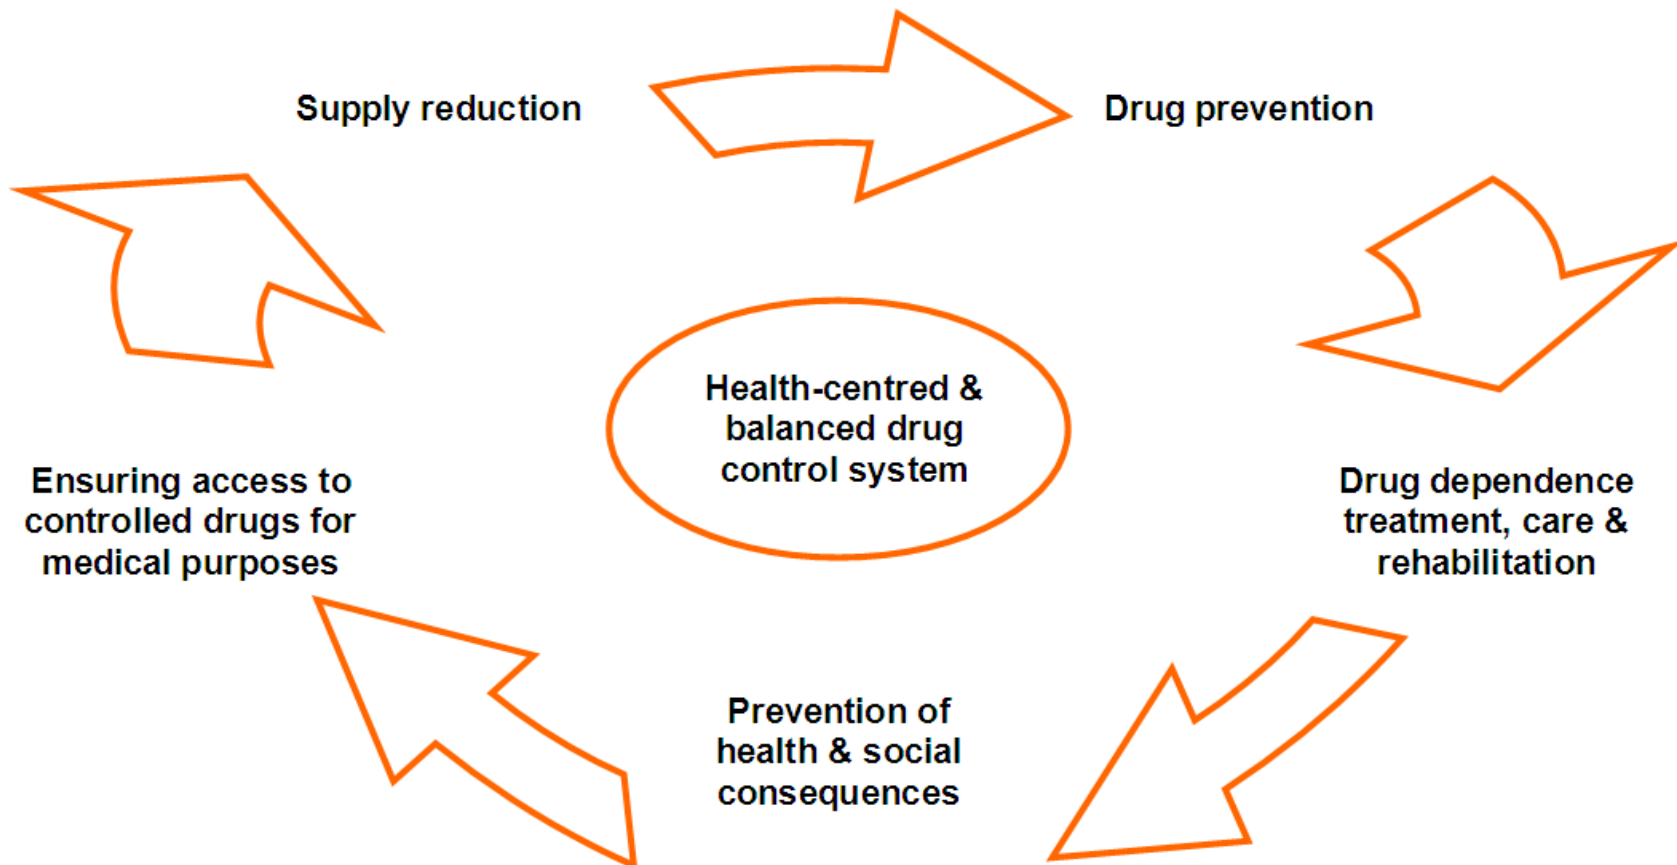 Supply reduction
Drug prevention
Health-centred &
balanced drug
control system
Ensuring access to
controlled drugs for
medical purposes
Drug dependence
treatment, care &
rehabilitation
Prevention of
health & social
consequences